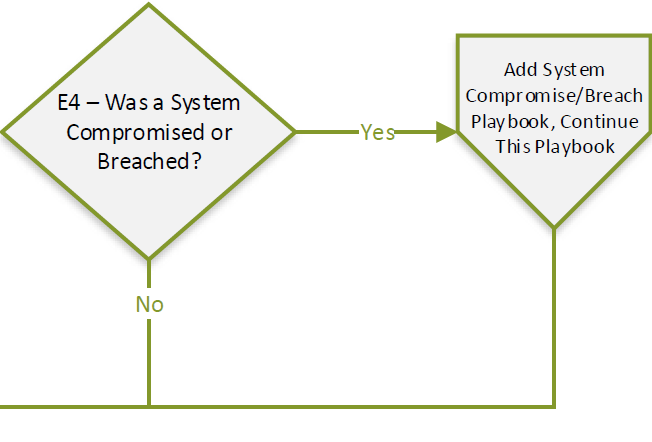 E4 – Was a System
Compromised or
Breached?
Yes
Add System
Compromise/Breach
Playbook, Continue
This Playbook
No